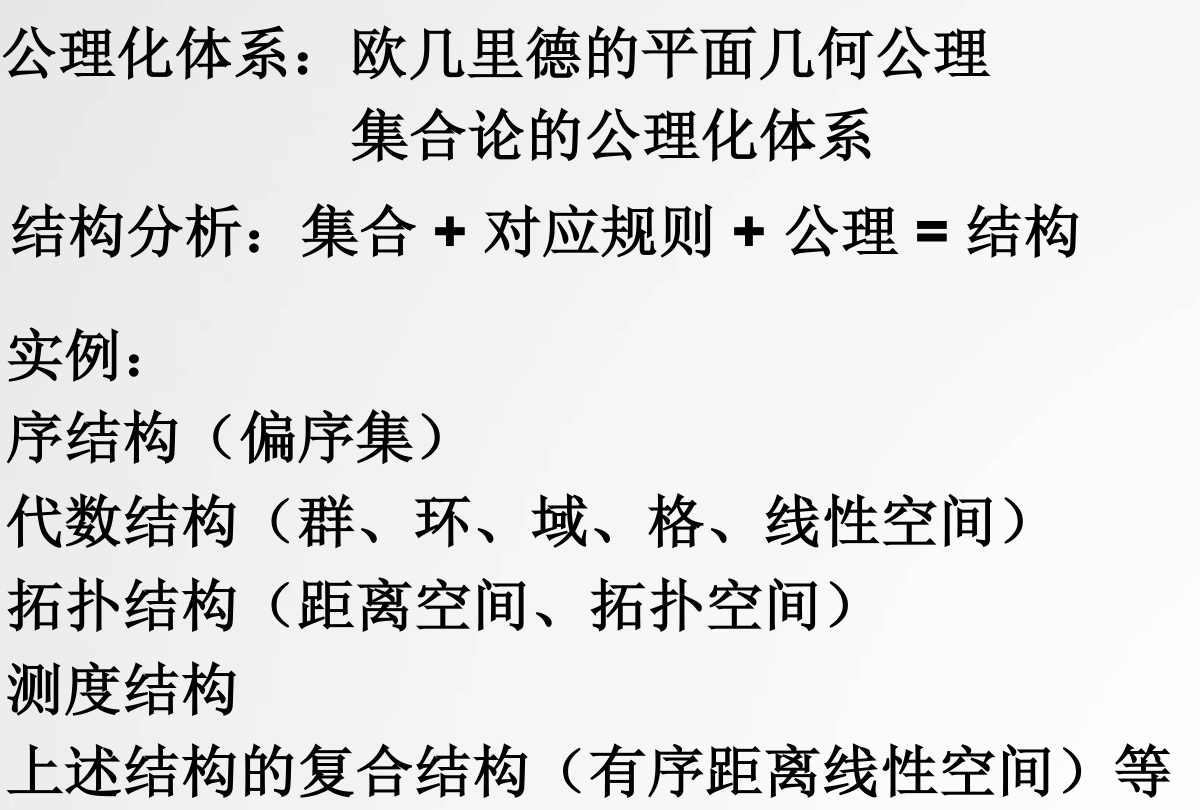 公理化体系：欧几里德的平面几何公理
集合论的公理化体系
结构分析：集合 + 对应规则 + 公理 = 结构
实例：
序结构（偏序集）
代数结构（群、环、域、格、线性空间）
拓扑结构（距离空间、拓扑空间）
测度结构
上述结构的复合结构（有序距离线性空间）等